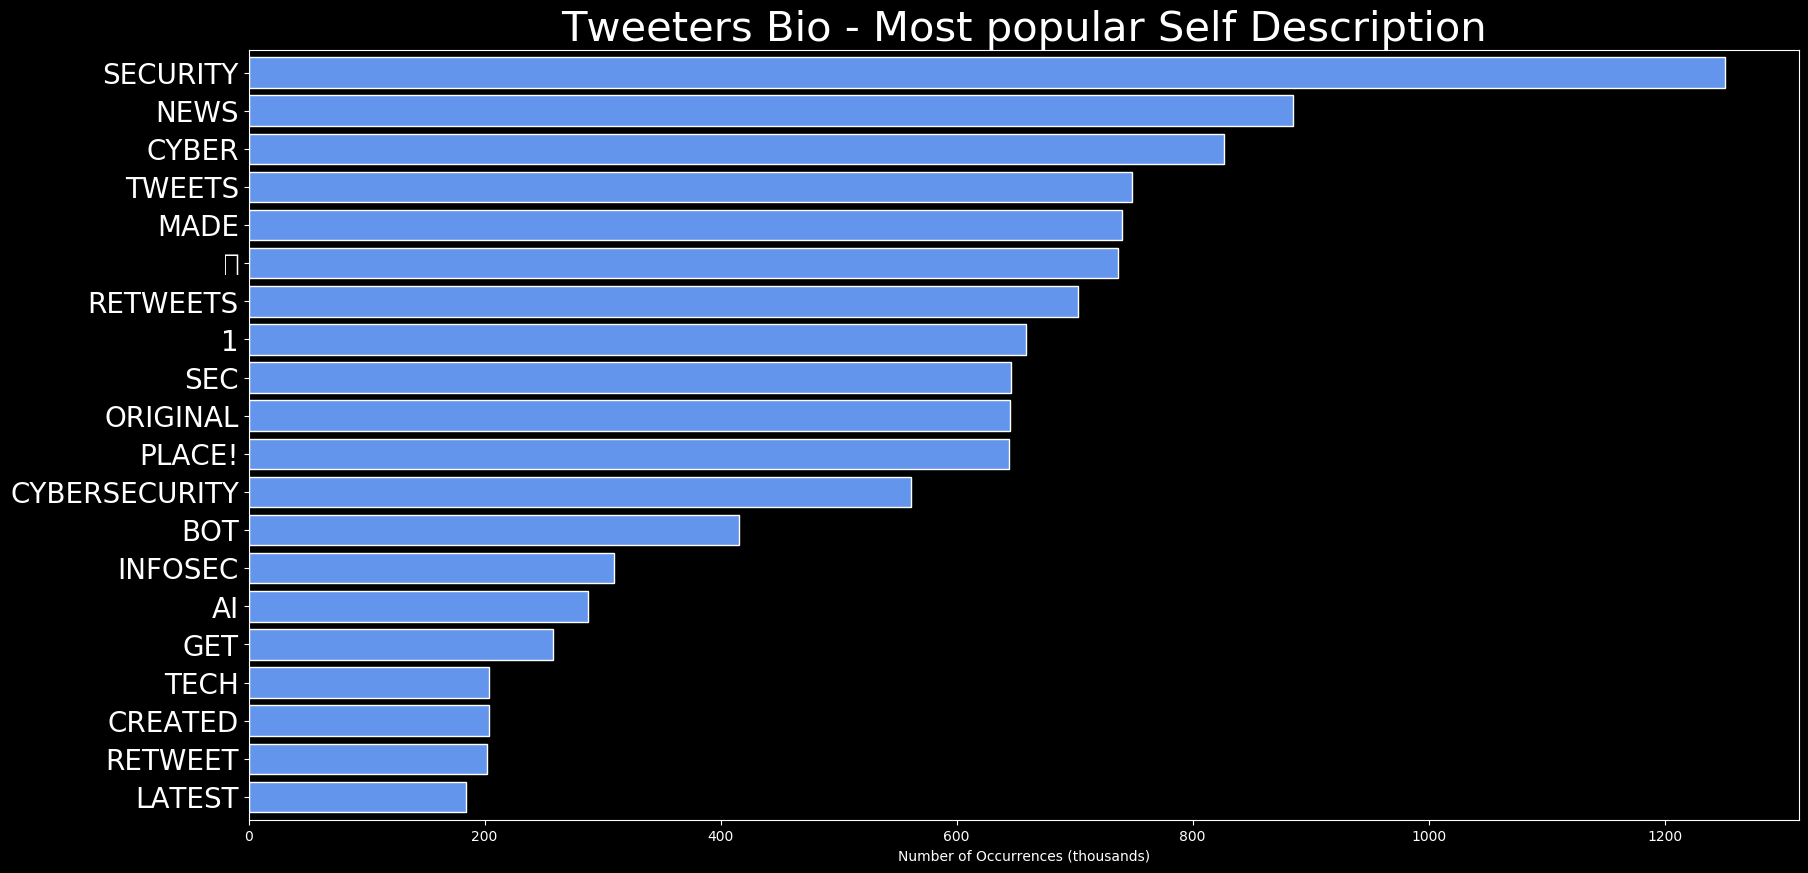 Tweeters Bio - Most popular Self Description
SECURITY
NEWS
CYBER
TWEETS
MADE
RETWEETS
1
SEC
ORIGINAL
PLACE!
CYBERSECURITY
BOT
INFOSEC
AI
GET
TECH
CREATED
RETWEET
LATEST
0 200 400 600 800 1000 1200
Number of Occurrences (thousands)